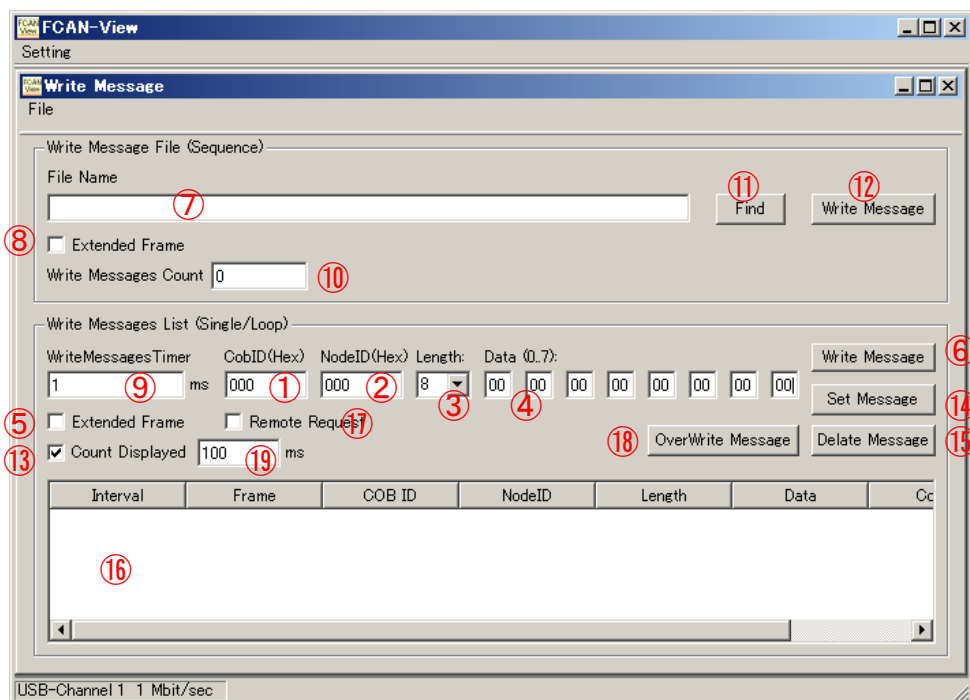 FCAN-View
Setting
Write Message
File
Write Message File (Sequence)
File Name
⑦
⑪
Find
⑫
Write Message
⑧ Extended Frame
Write Messages Count 0 ⑩
Write Messages List (Single/Loop)
WriteMessagesTimer CobID(Hex) NodeID(Hex) Length: Data (0..7): Write Message ⑥
1 ⑨ ms 000 ① 000 ② 8 ③ 00 00 ④ 00 00 00 00 00 00
Set Message ⑭
⑤ Extended Frame Remote Request ⑰
⑱ OverWrite Message Delate Message ⑮
⑬ Count Displayed 100 ⑲ ms
Interval Frame COB ID NodeID Length Data Co
⑯
USB-Channel 1 1 Mbit/sec